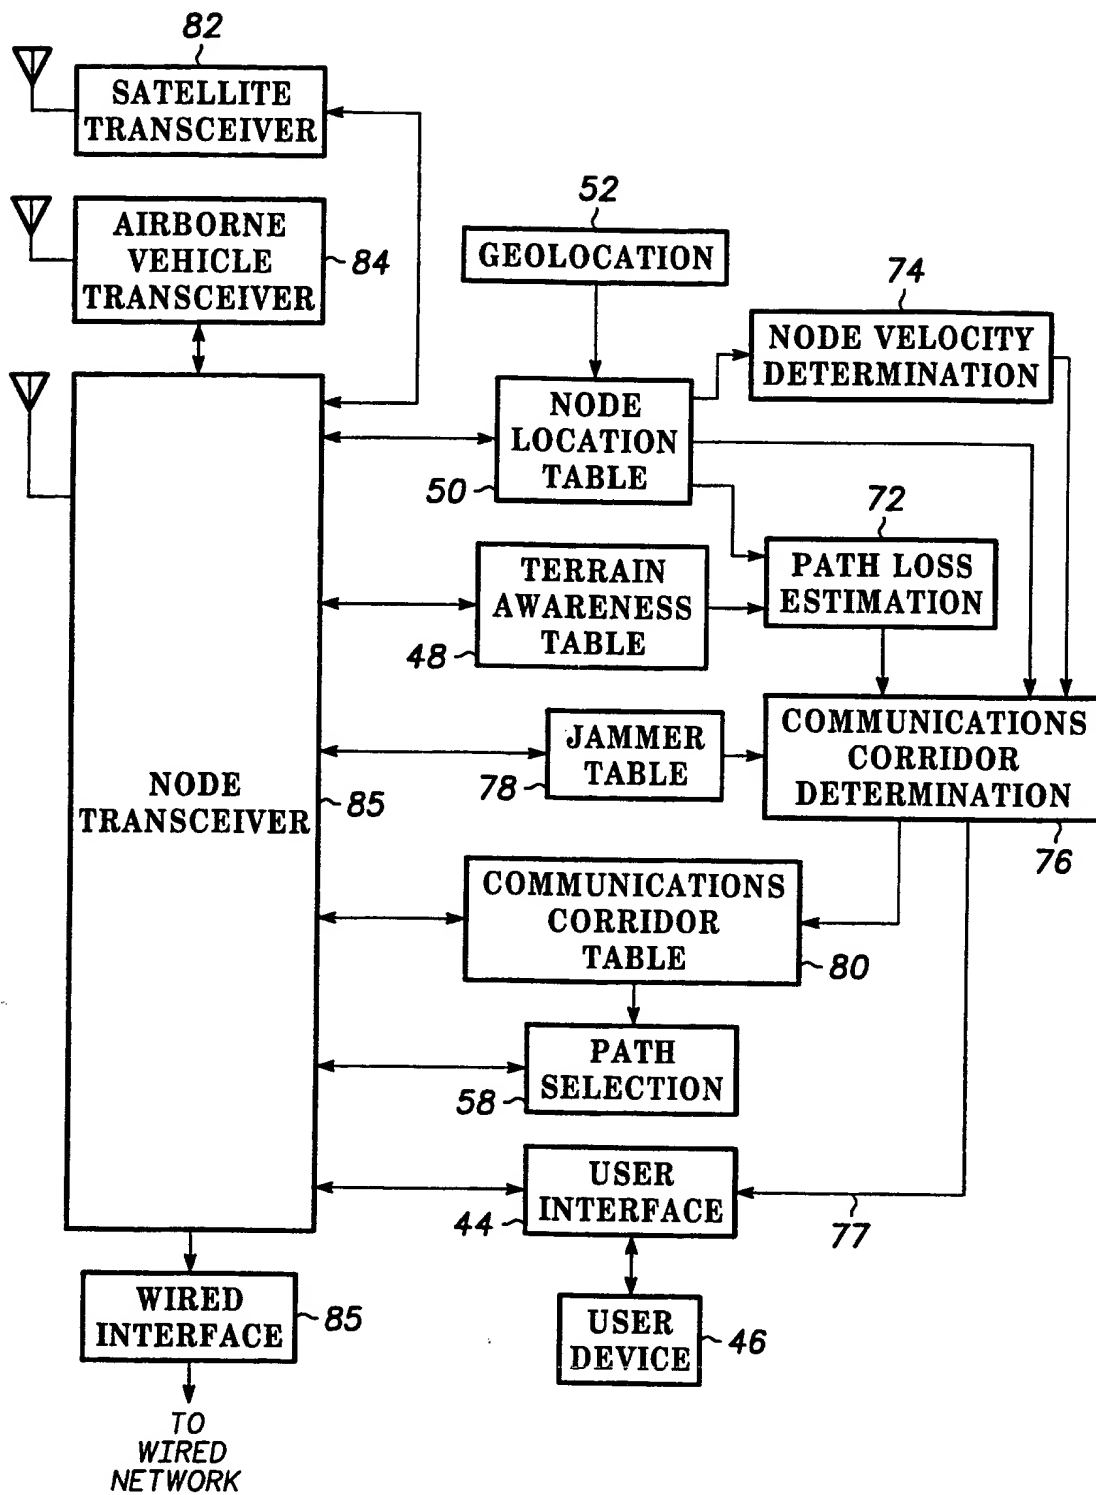 82
SATELLITE
TRANSCEIVER
AIRBORNE
VEHICLE
TRANSCEIVER
84
52
GEOLOCATION
74
NODE VELOCITY
DETERMINATION
NODE
LOCATION
TABLE
50
72
PATH LOSS
ESTIMATION
TERRAIN
AWARENESS
TABLE
48
NODE
TRANSCEIVER
85
JAMMER
TABLE
78
COMMUNICATIONS
CORRIDOR
DETERMINATION
76
COMMUNICATIONS
CORRIDOR
TABLE
80
PATH
SELECTION
58
USER
INTERFACE
44
77
WIRED
INTERFACE
85
USER
DEVICE
46
TO
WIRED
NETWORK